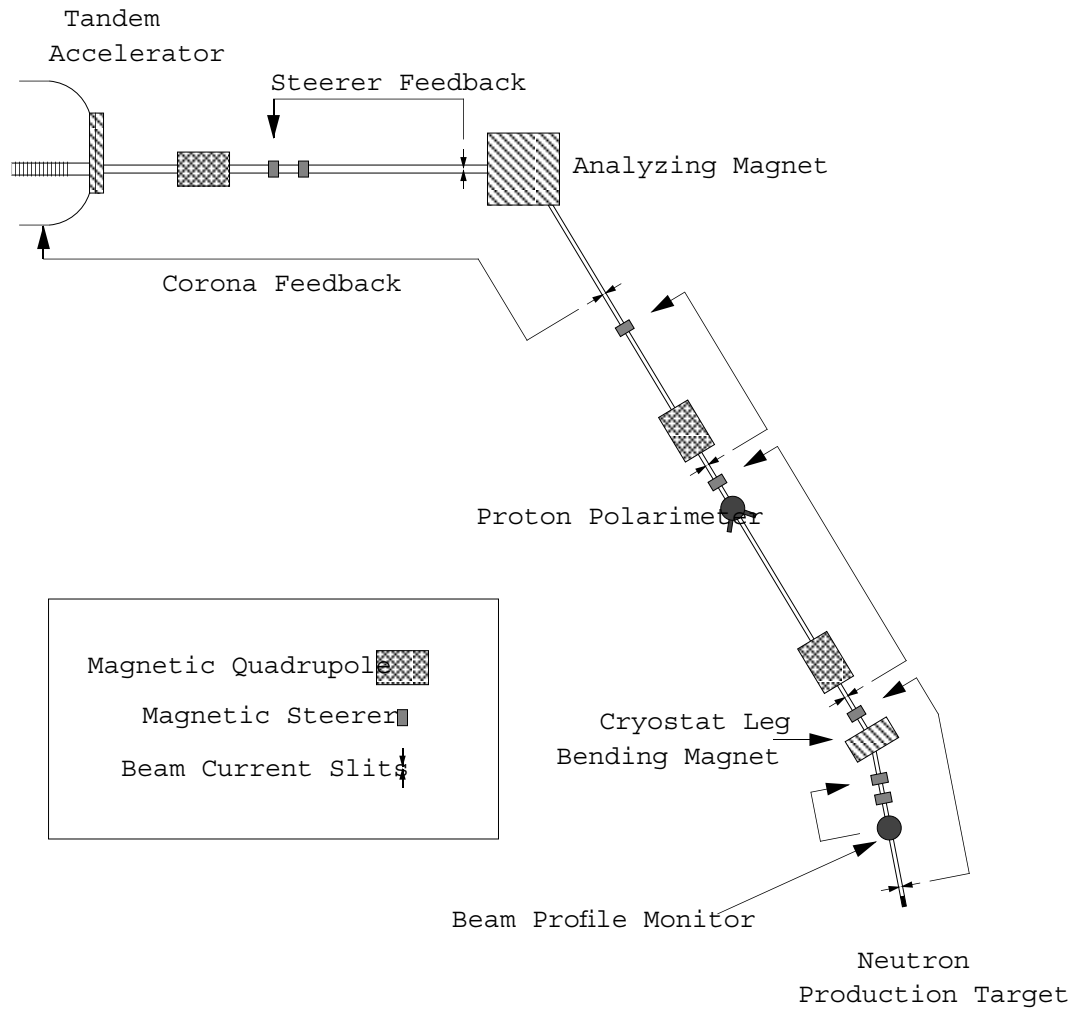 Tandem
Accelerator
Steerer Feedback
Analyzing Magnet
Corona Feedback
Proton Polarimeter
Magnetic Quadrupole
Magnetic Steerer
Beam Current Slits
Cryostat Leg
Bending Magnet
Beam Profile Monitor
Neutron
Production Target